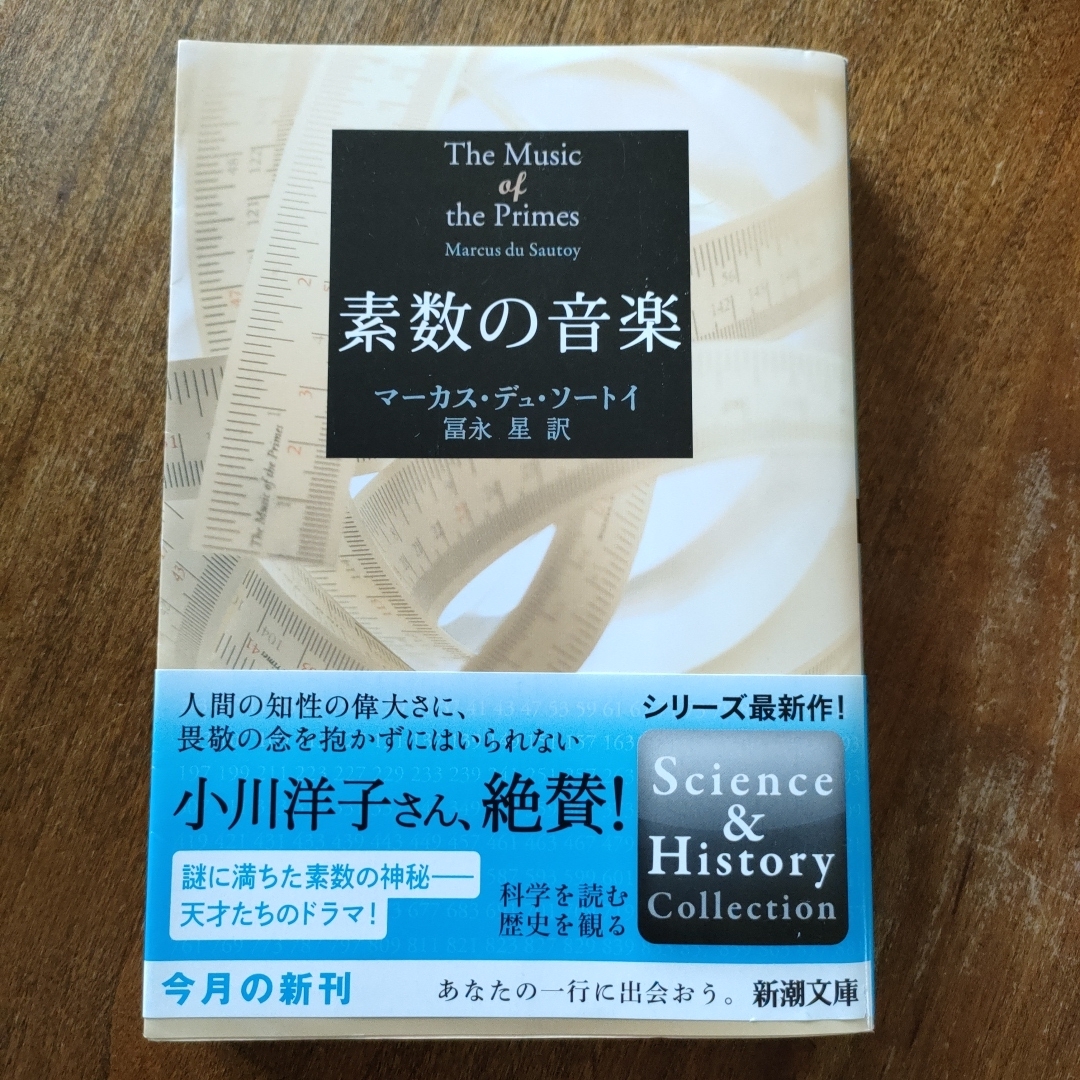 The Music
of
the Primes
Marcus du Sautoy
素数の音楽
マーカス・デュ・ソートイ
冨永 星 訳
The Music of the Primes
人間の知性の偉大さに、
畏敬の念を抱かずにはいられない
小川洋子さん、絶賛!
謎に満ちた素数の神秘——
天才たちのドラマ!
シリーズ最新作!
Science
&
History
Collection
科学を読む
歴史を観る
今月の新刊
あなたの一行に出会おう。 新潮文庫